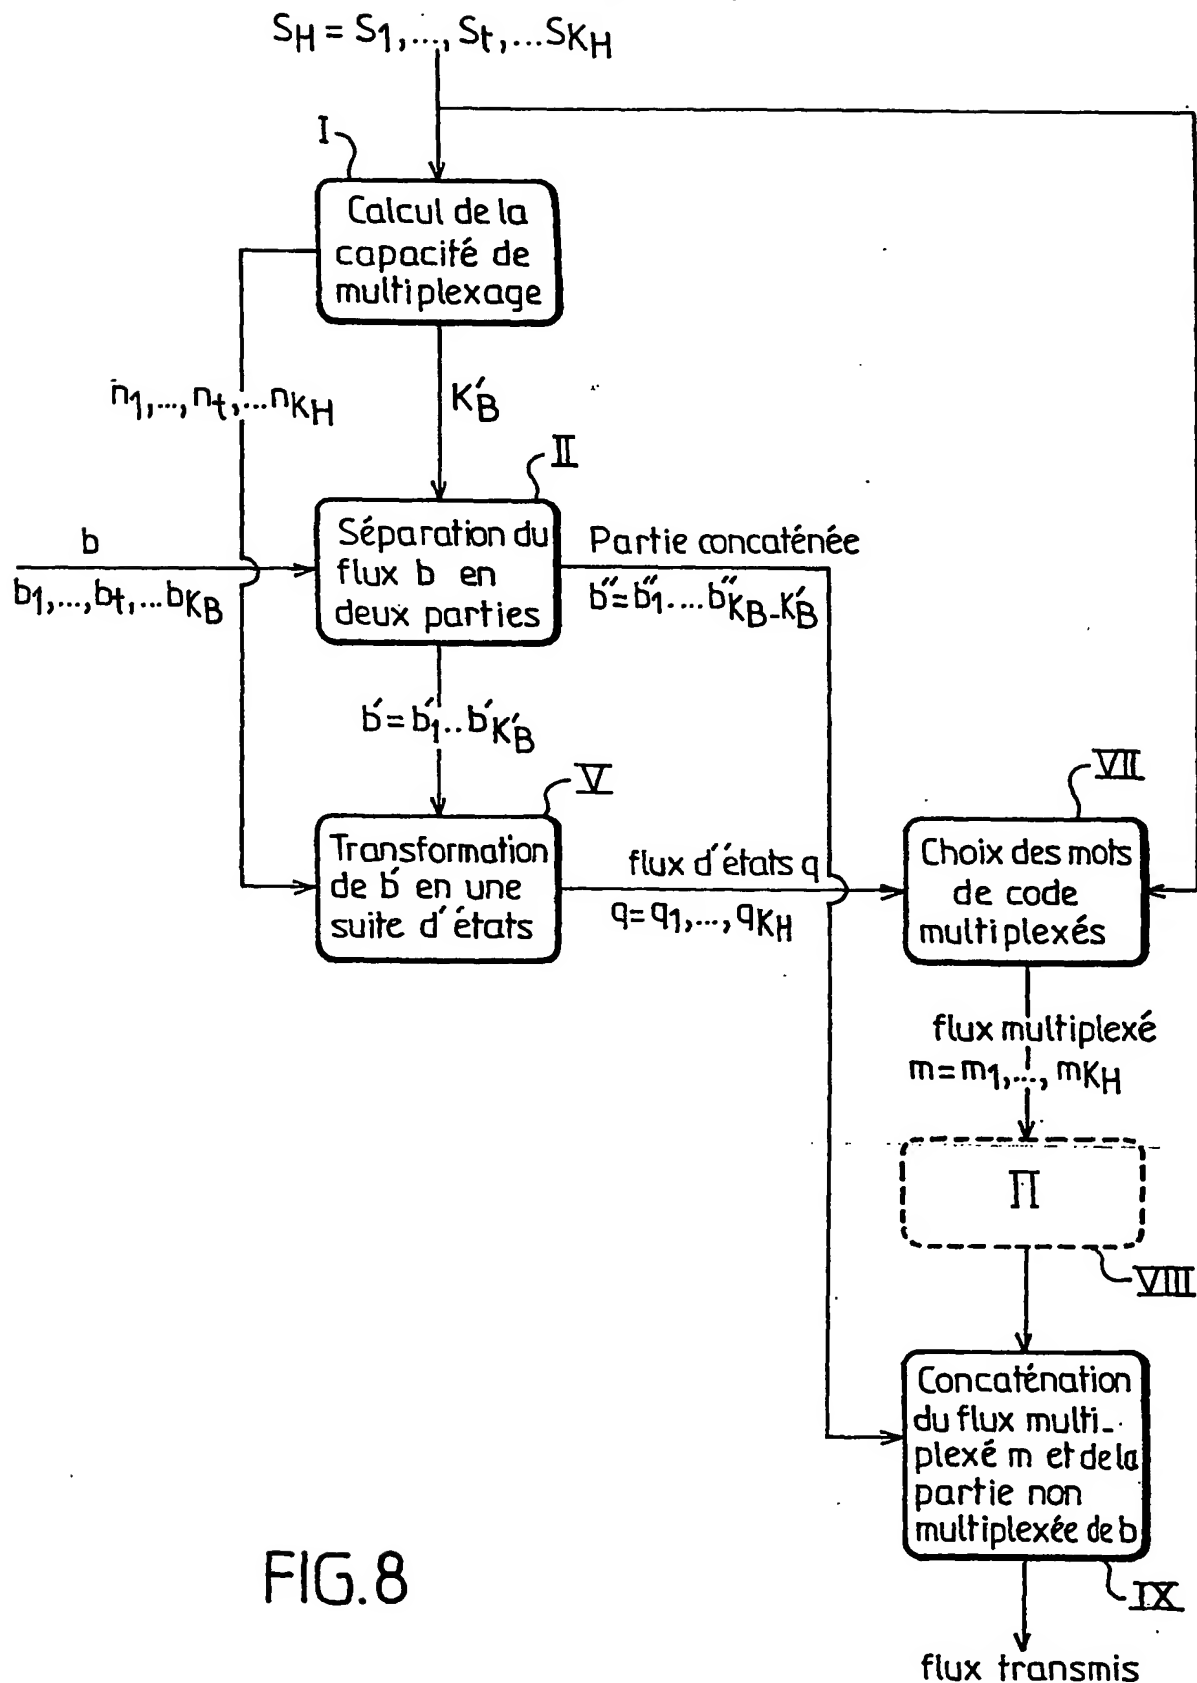 S_H = S_1,..., S_t,... S_K_H
I
Calcul de la
capacité de
multiplexage
n_1,..., n_t,... n_K_H
K'_B
II
b
b_1,..., b_t,... b_K_B
Séparation du
flux b en
deux parties
Partie concaténée
b''= b''_1.... b''_K_B-K'_B
b'= b'_1.. b'_K'_B
V
Transformation
de b' en une
suite d'états
flux d'états q
q= q_1,..., q_K_H
VII
Choix des mots
de code
multiplexés
flux multiplexé
m= m_1,..., m_K_H
Π
VIII
Concaténation
du flux multi-
plexé m et de la
partie non
multiplexée de b
IX
flux transmis
FIG.8